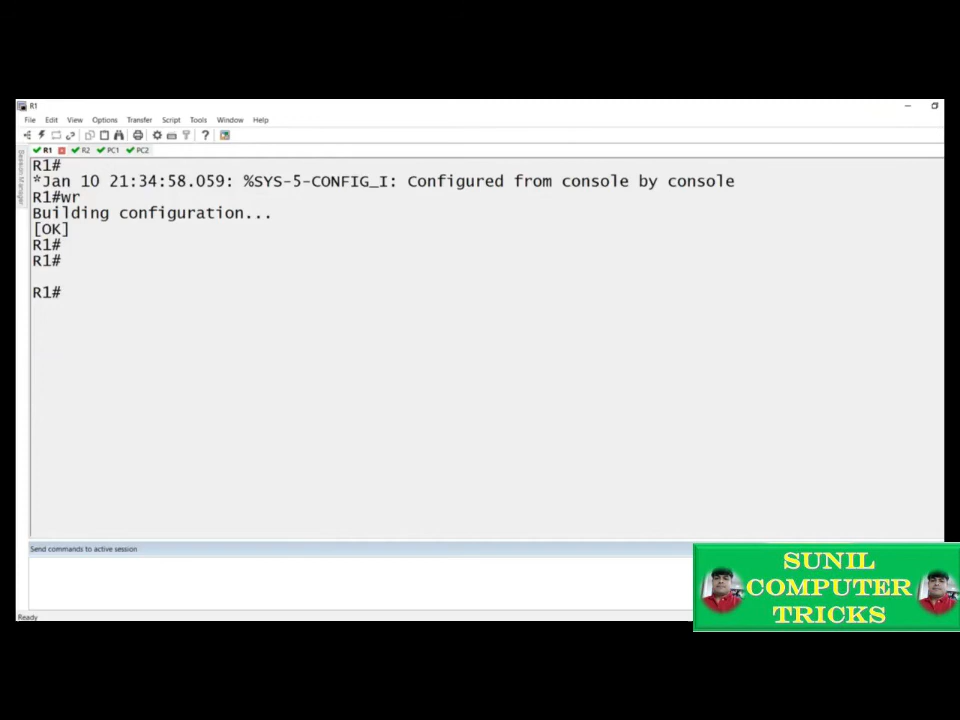 R1
File Edit View Options Transfer Script Tools Window Help
R1 R2 PC1 PC2
Session Manager
R1#
*Jan 10 21:34:58.059: %SYS-5-CONFIG_I: Configured from console by console
R1#wr
Building configuration...
[OK]
R1#
R1#
R1#
Send commands to active session
Ready
SUNIL
COMPUTER
TRICKS